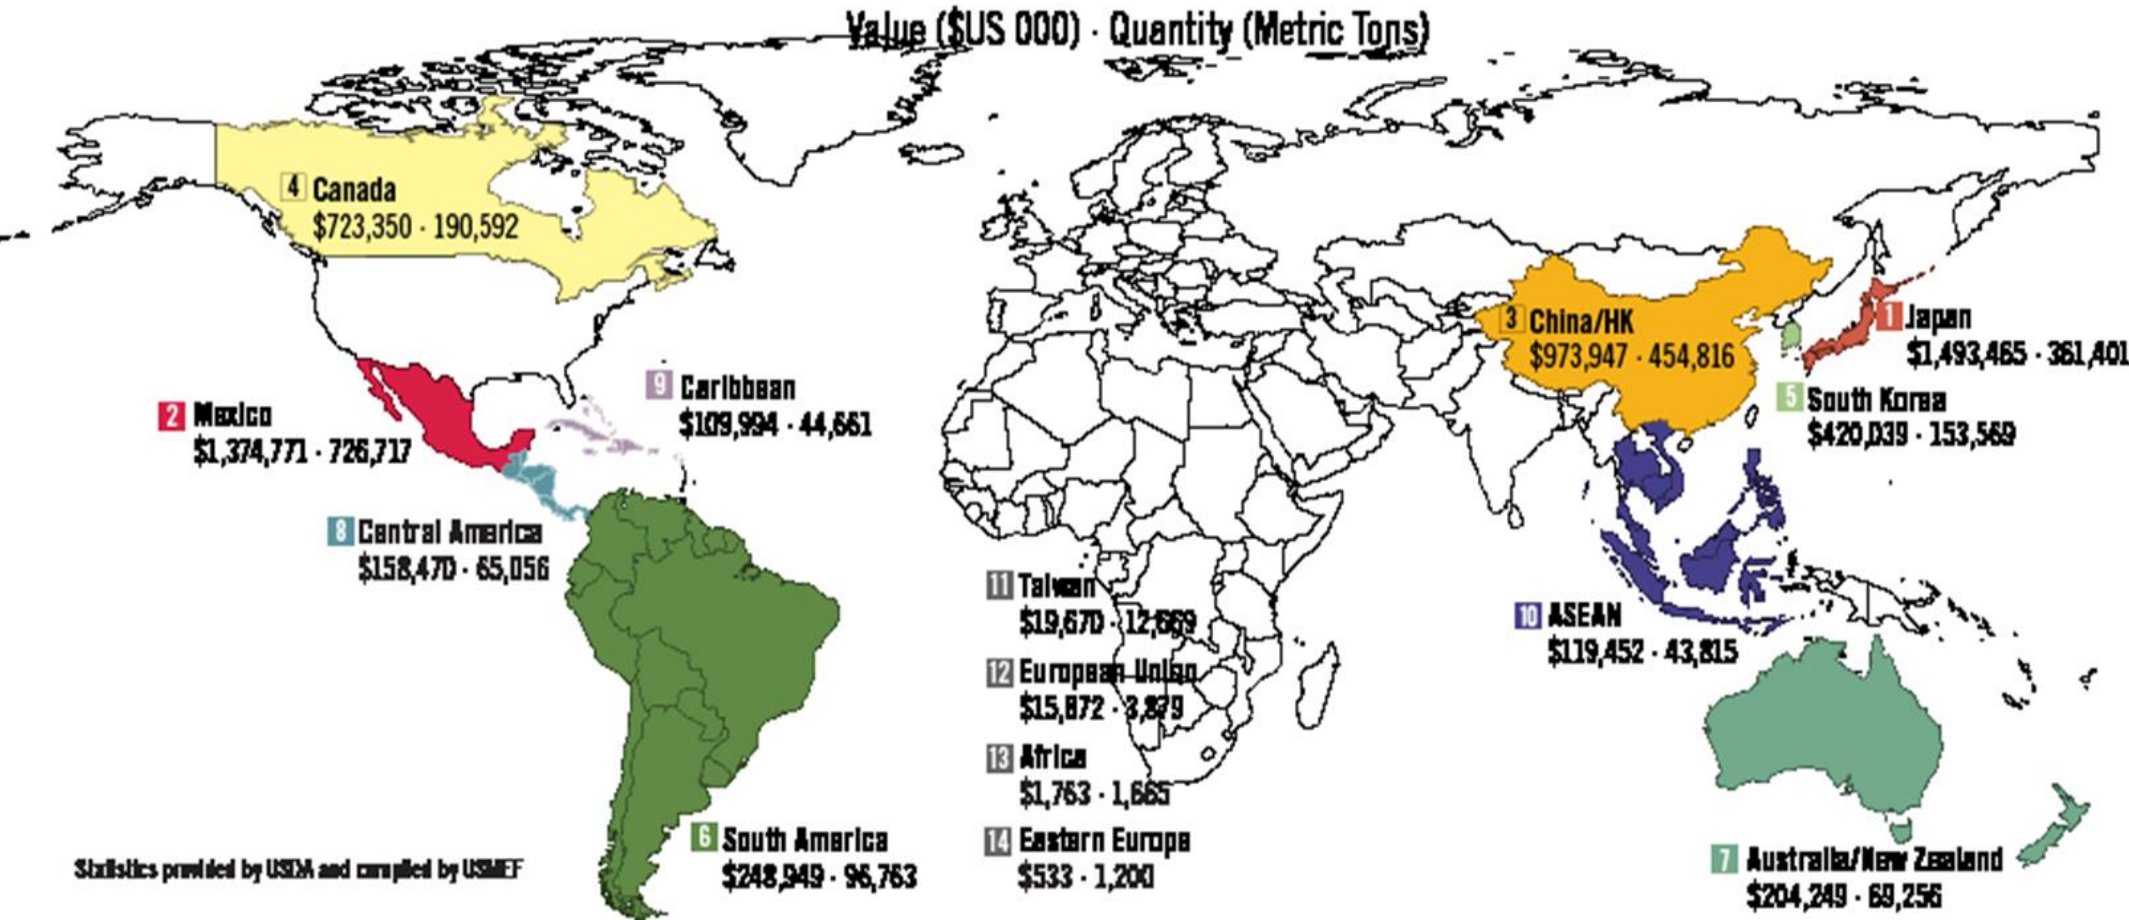 Value ($US 000) · Quantity (Metric Tons)
4 Canada
$723,350 · 190,592
3 China/HK
$973,947 · 454,816
1 Japan
$1,493,465 · 361,401
9 Caribbean
$109,994 · 44,661
2 Mexico
$1,374,771 · 726,717
5 South Korea
$420,039 · 153,569
8 Central America
$158,470 · 65,056
11 Taiwan
$19,670 · 12,669
10 ASEAN
$119,452 · 43,815
12 European Union
$15,872 · 3,879
13 Africa
$1,763 · 1,665
6 South America
$248,949 · 96,763
14 Eastern Europe
$533 · 1,200
7 Australia/New Zealand
$204,249 · 69,256
Statistics provided by USDA and compiled by USMEF